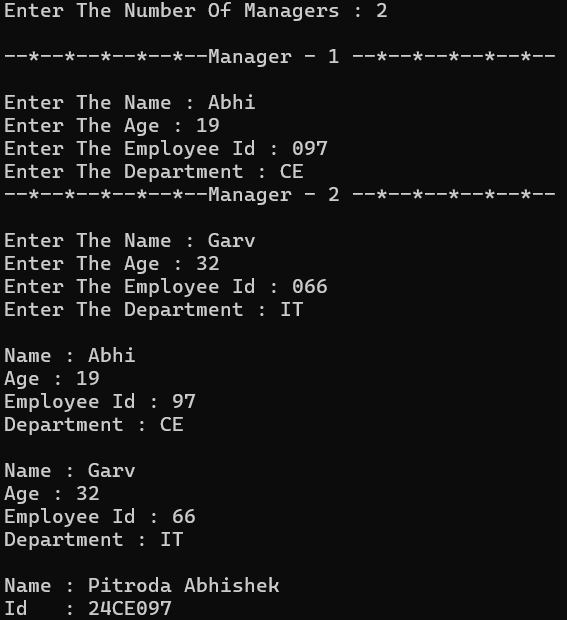 Enter The Number Of Managers : 2
--*--*--*--*--*--Manager - 1 --*--*--*--*--*--
Enter The Name : Abhi
Enter The Age : 19
Enter The Employee Id : 097
Enter The Department : CE
--*--*--*--*--*--Manager - 2 --*--*--*--*--*--
Enter The Name : Garv
Enter The Age : 32
Enter The Employee Id : 066
Enter The Department : IT
Name : Abhi
Age : 19
Employee Id : 97
Department : CE
Name : Garv
Age : 32
Employee Id : 66
Department : IT
Name : Pitroda Abhishek
Id   : 24CE097